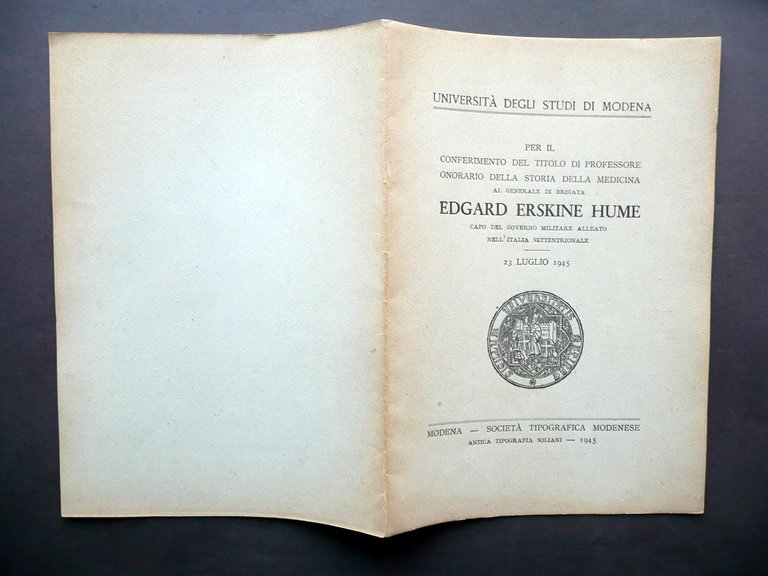 UNIVERSITÀ DEGLI STUDI DI MODENA
PER IL
CONFERIMENTO DEL TITOLO DI PROFESSORE
ONORARIO DELLA STORIA DELLA MEDICINA
AL GENERALE DI BRIGATA
EDGARD ERSKINE HUME
CAPO DEL GOVERNO MILITARE ALLEATO
NELL'ITALIA SETTENTRIONALE
23 LUGLIO 1945
SIGILLVM VNIVERSITATIS
MODENA — SOCIETÀ TIPOGRAFICA MODENESE
ANTICA TIPOGRAFIA SOLIANI — 1945